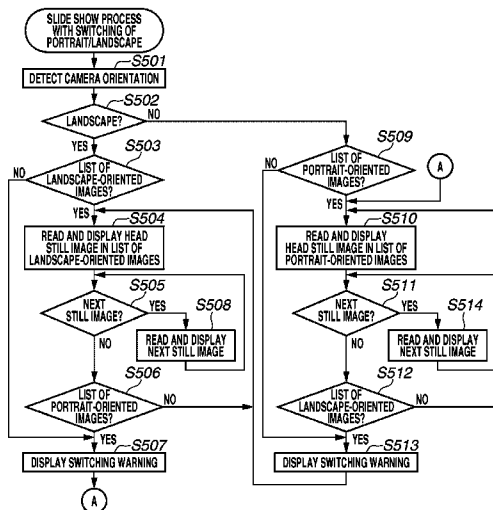 SLIDE SHOW PROCESS
WITH SWITCHING OF
PORTRAIT/LANDSCAPE
S501
DETECT CAMERA ORIENTATION
S502
LANDSCAPE?
NO
YES
S503
LIST OF
LANDSCAPE-ORIENTED
IMAGES?
NO
YES
S504
READ AND DISPLAY HEAD
STILL IMAGE IN LIST OF
LANDSCAPE-ORIENTED IMAGES
S505
NEXT
STILL IMAGE?
YES
NO
S508
READ AND DISPLAY
NEXT STILL IMAGE
S506
LIST OF
PORTRAIT-ORIENTED
IMAGES?
NO
YES
S507
DISPLAY SWITCHING WARNING
A
S509
LIST OF
PORTRAIT-ORIENTED
IMAGES?
NO
YES
A
S510
READ AND DISPLAY
HEAD STILL IMAGE IN LIST OF
PORTRAIT-ORIENTED IMAGES
S511
NEXT
STILL IMAGE?
YES
NO
S514
READ AND DISPLAY
NEXT STILL IMAGE
S512
LIST OF
LANDSCAPE-ORIENTED
IMAGES?
NO
YES
S513
DISPLAY SWITCHING WARNING